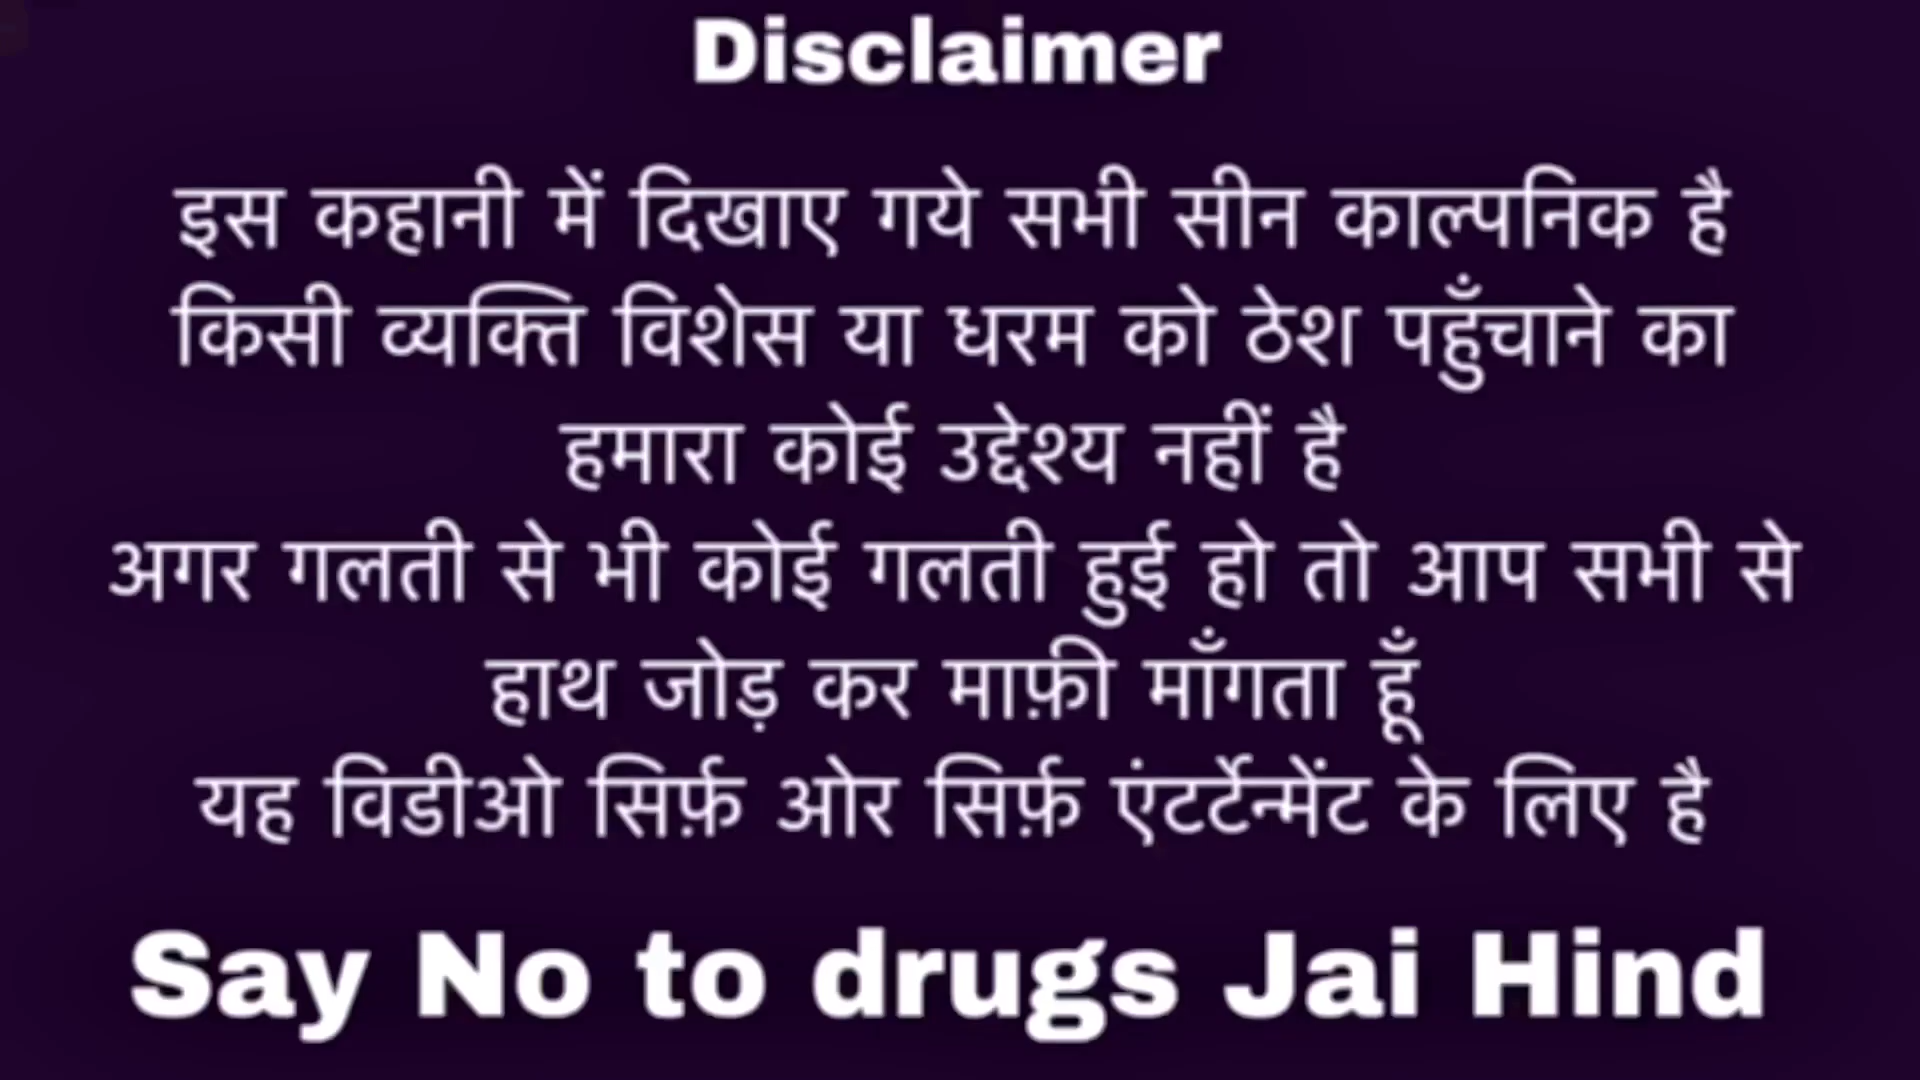 Disclaimer
इस कहानी में दिखाए गये सभी सीन काल्पनिक है
किसी व्यक्ति विशेस या धरम को ठेश पहुँचाने का
हमारा कोई उद्देश्य नहीं है
अगर गलती से भी कोई गलती हुई हो तो आप सभी से
हाथ जोड़ कर माफ़ी माँगता हूँ
यह विडीओ सिर्फ़ ओर सिर्फ़ एंटर्टेन्मेंट के लिए है
Say No to drugs Jai Hind